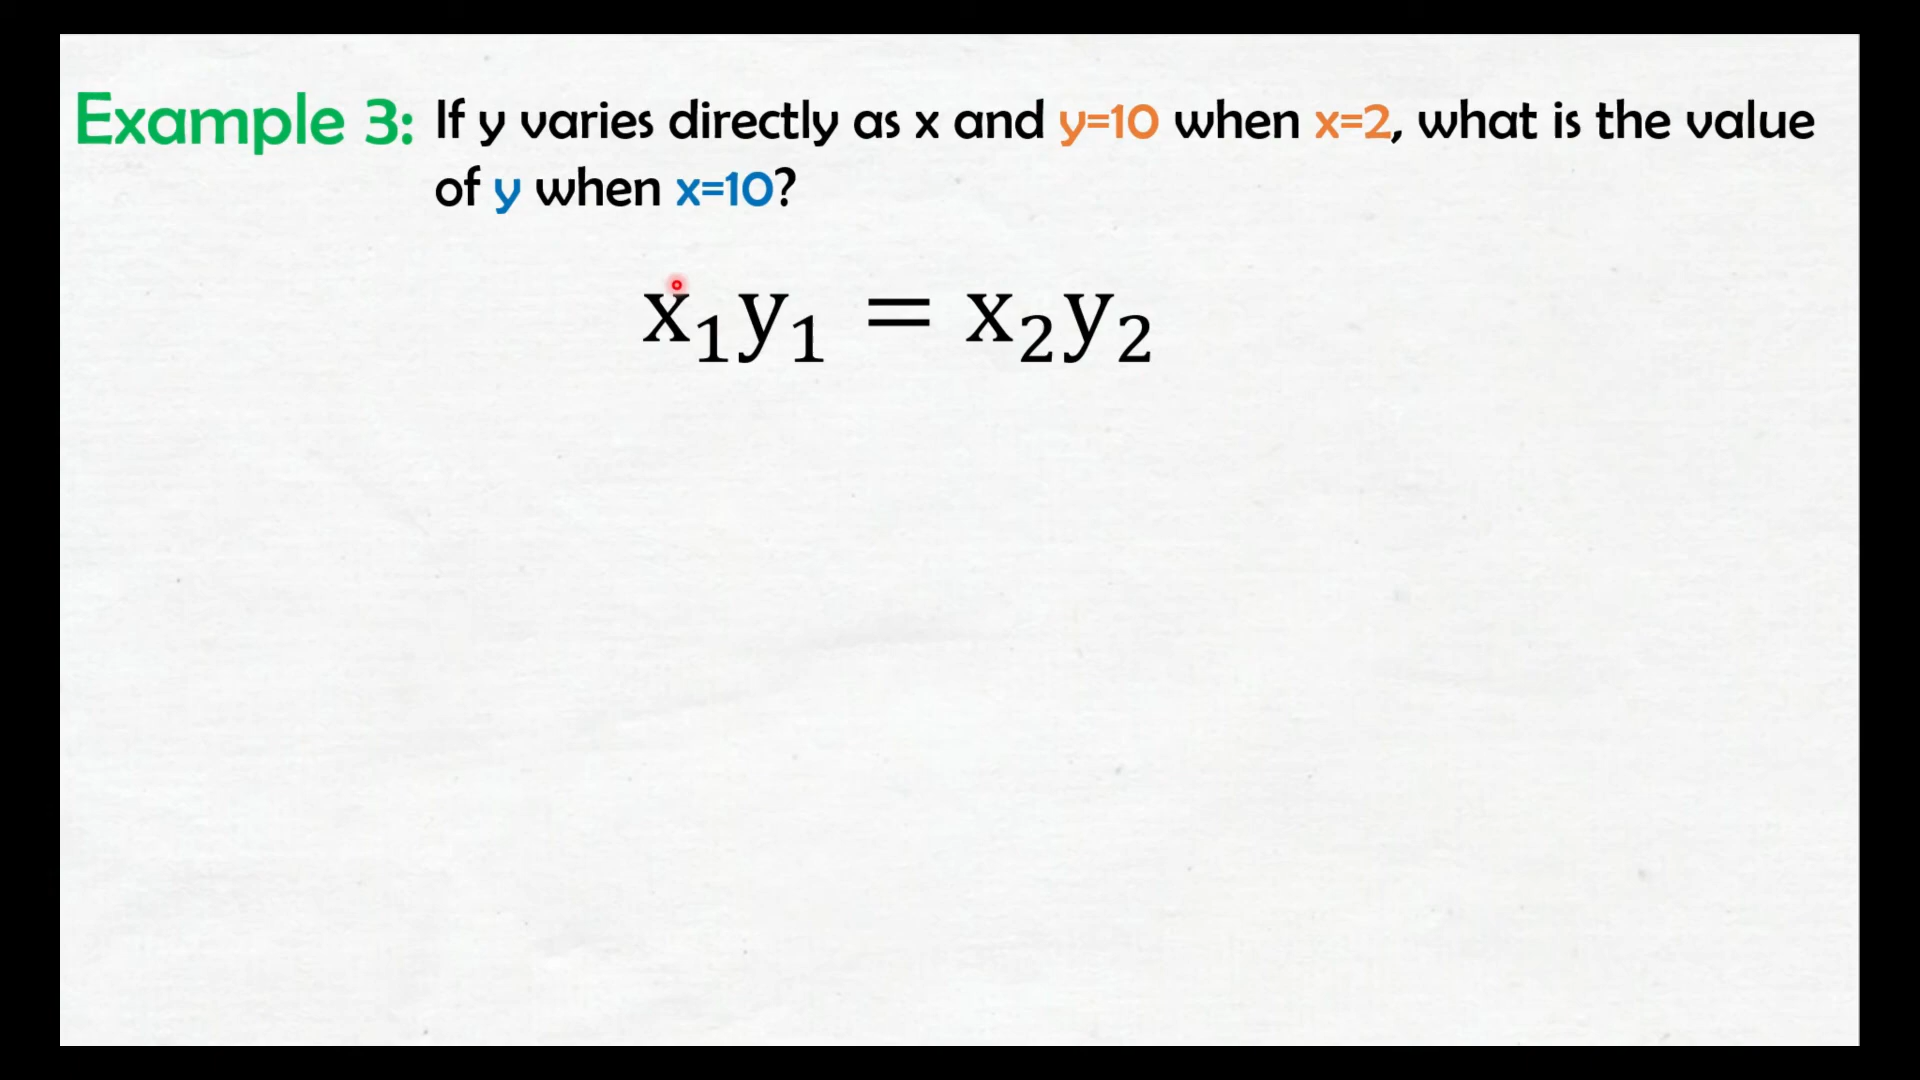 Example 3: If y varies directly as x and y=10 when x=2, what is the value
of y when x=10?
x₁y₁ = x₂y₂